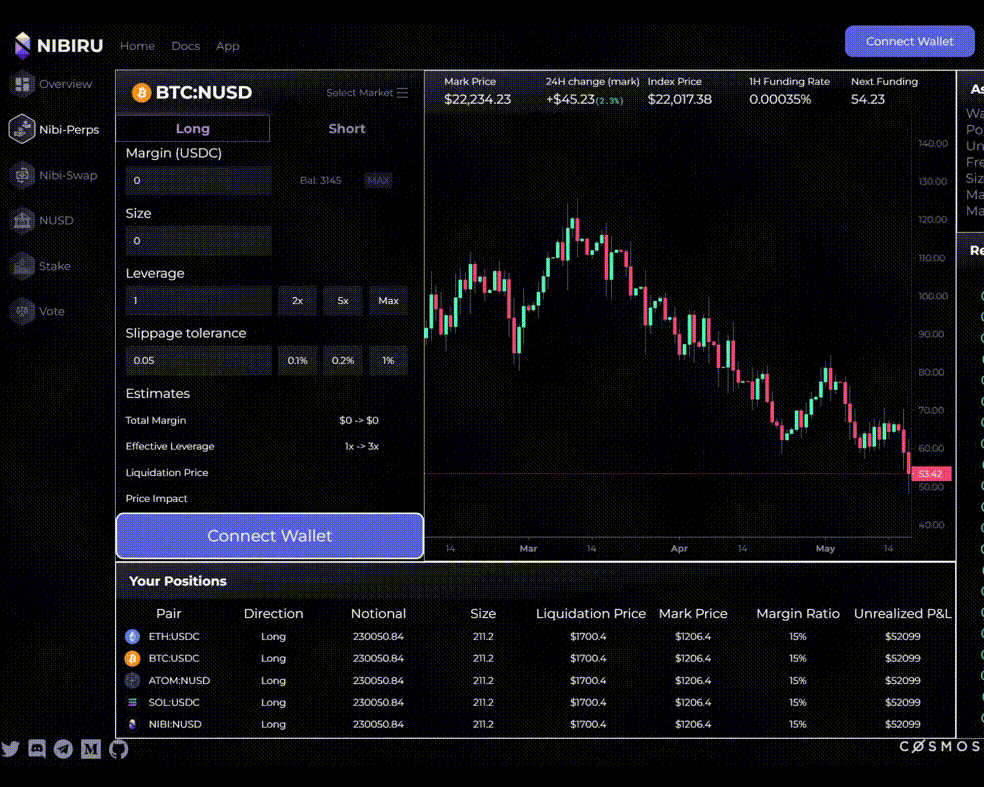 NIBIRU Home Docs App Connect Wallet
Overview
Nibi-Perps
Nibi-Swap
NUSD
Stake
Vote
BTC:NUSD Select Market
Long Short
Margin (USDC)
0 Bal: 3145 MAX
Size
0
Leverage
1 2x 5x Max
Slippage tolerance
0.05 0.1% 0.2% 1%
Estimates
Total Margin $0 -> $0
Effective Leverage 1x -> 3x
Liquidation Price
Price Impact
Connect Wallet
Mark Price 24H change (mark) Index Price 1H Funding Rate Next Funding
$22,234.23 +$45.23(2.3%) $22,017.38 0.00035% 54.23
140.00
130.00
120.00
110.00
100.00
90.00
80.00
70.00
60.00
53.42
50.00
40.00
14 Mar 14 Apr 14 May 14
As
Wa
Po
Un
Fre
Siz
Ma
Ma
Re
Your Positions
Pair Direction Notional Size Liquidation Price Mark Price Margin Ratio Unrealized P&L
ETH:USDC Long 230050.84 211.2 $1700.4 $1206.4 15% $52099
BTC:USDC Long 230050.84 211.2 $1700.4 $1206.4 15% $52099
ATOM:NUSD Long 230050.84 211.2 $1700.4 $1206.4 15% $52099
SOL:USDC Long 230050.84 211.2 $1700.4 $1206.4 15% $52099
NIBI:NUSD Long 230050.84 211.2 $1700.4 $1206.4 15% $52099
COSMOS